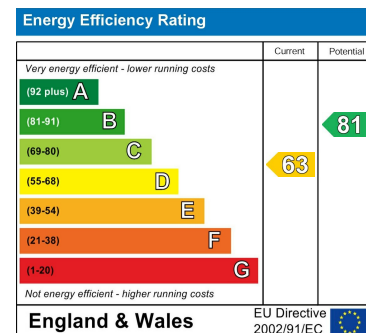 Energy Efficiency Rating
Current Potential
Very energy efficient - lower running costs
(92 plus) A
(81-91) B
81
(69-80) C
63
(55-68) D
(39-54) E
(21-38) F
(1-20) G
Not energy efficient - higher running costs
England & Wales
EU Directive
2002/91/EC